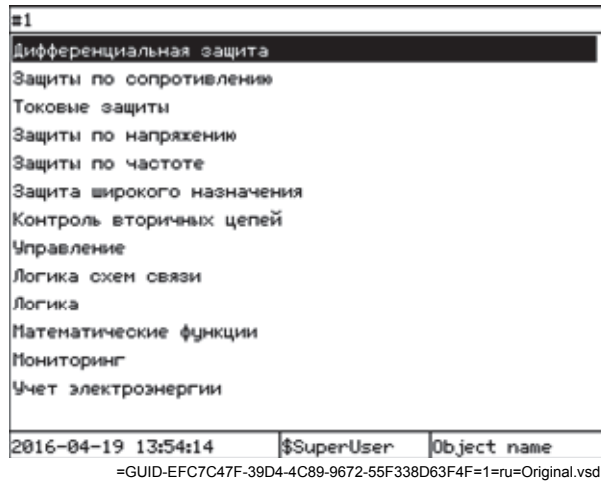 #1
Дифференциальная защита
Защиты по сопротивлению
Токовые защиты
Защиты по напряжению
Защиты по частоте
Защита широкого назначения
Контроль вторичных цепей
Управление
Логика схем связи
Логика
Математические функции
Мониторинг
Учет электроэнергии
2016-04-19 13:54:14 $SuperUser Object name
=GUID-EFC7C47F-39D4-4C89-9672-55F338D63F4F=1=ru=Original.vsd